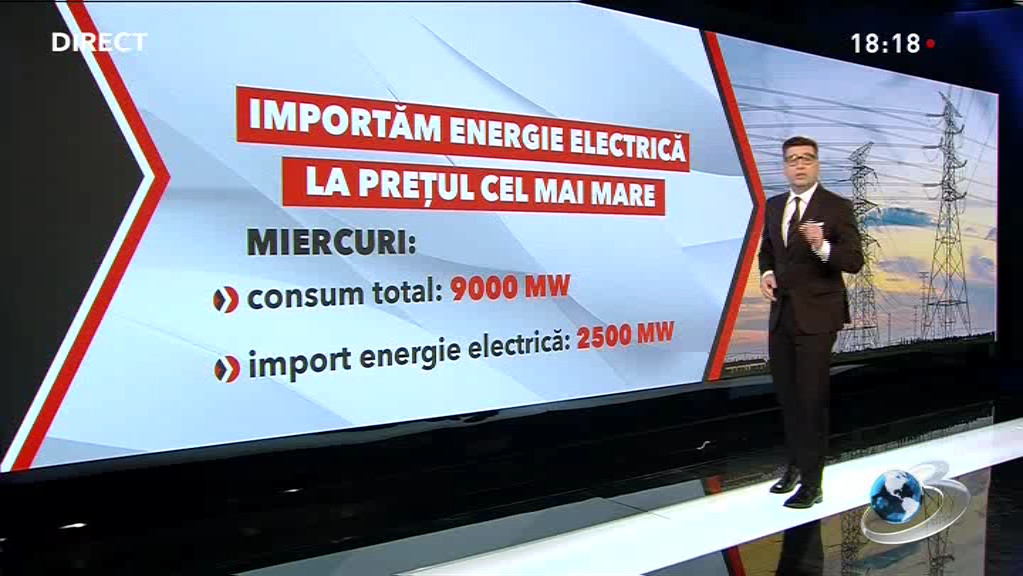 DIRECT
18:18
IMPORTĂM ENERGIE ELECTRICĂ
LA PREȚUL CEL MAI MARE
MIERCURI:
consum total: 9000 MW
import energie electrică: 2500 MW
3